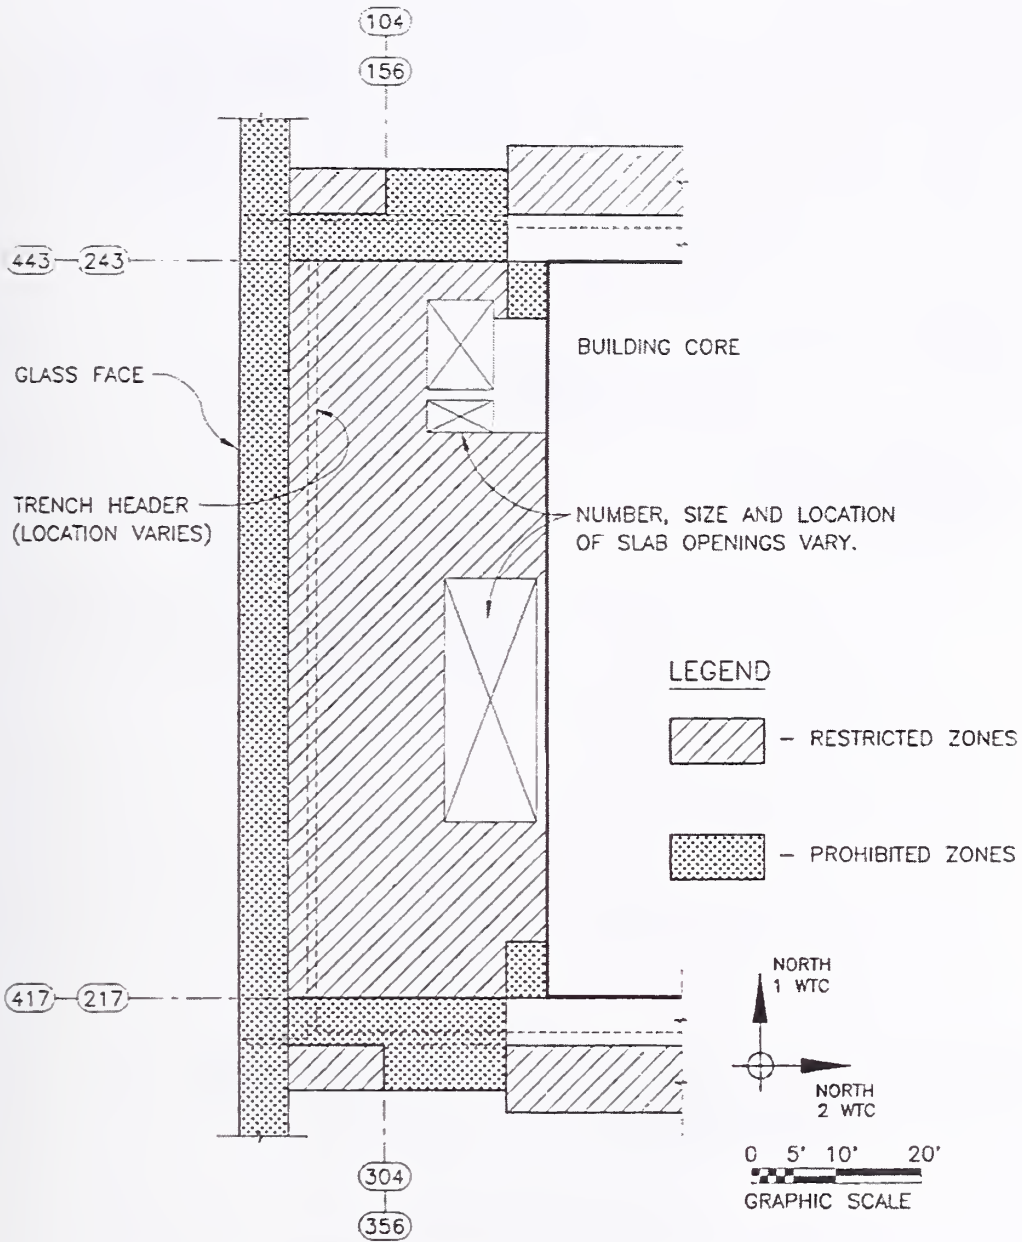 104
156
443 243
GLASS FACE
BUILDING CORE
TRENCH HEADER
(LOCATION VARIES)
NUMBER, SIZE AND LOCATION
OF SLAB OPENINGS VARY.
LEGEND
- RESTRICTED ZONES
- PROHIBITED ZONES
417 217
NORTH
1 WTC
NORTH
2 WTC
304
356
0 5' 10' 20'
GRAPHIC SCALE